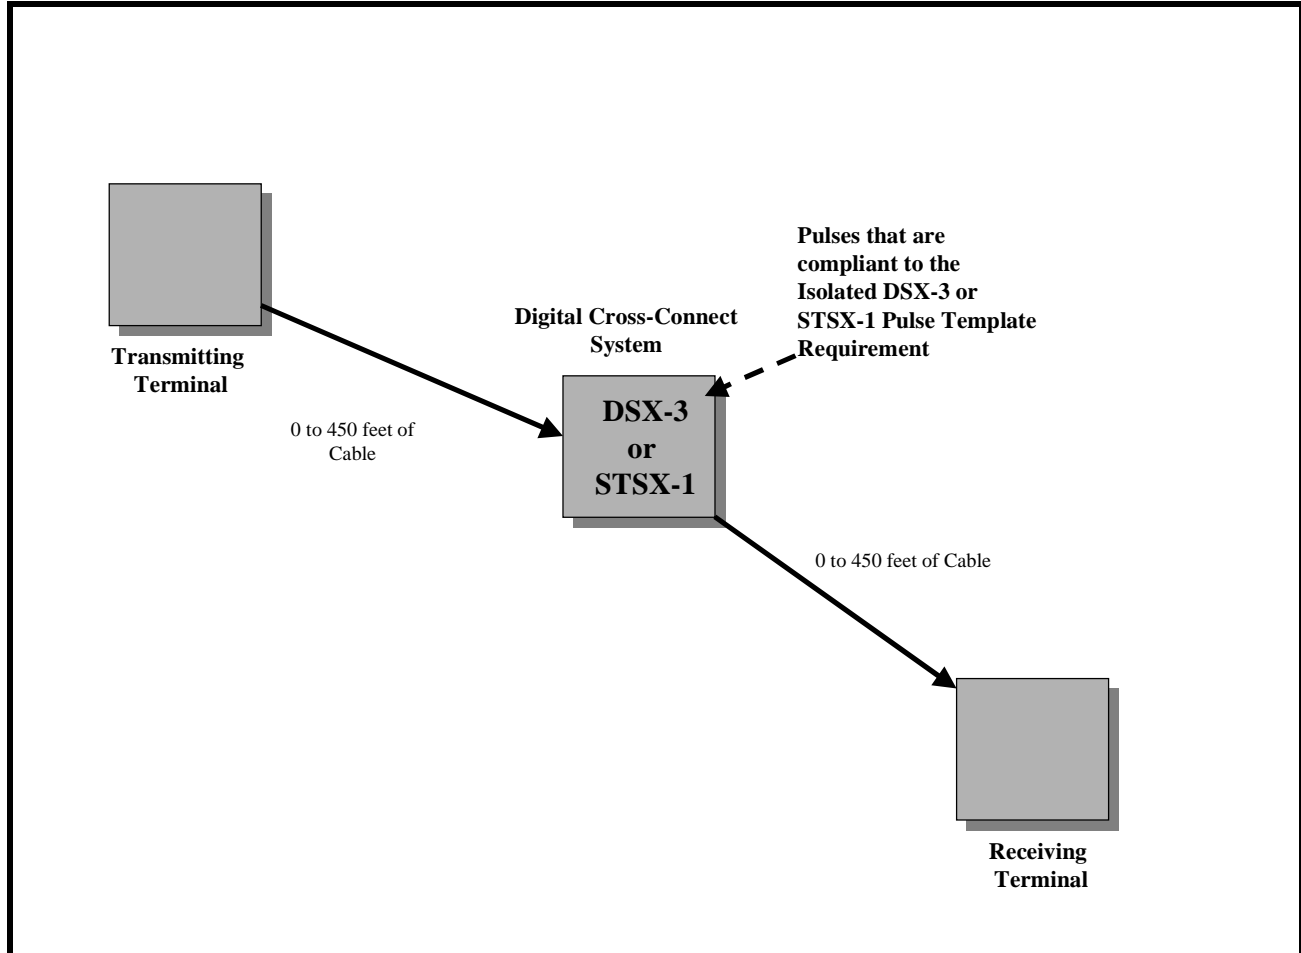 Transmitting
Terminal
0 to 450 feet of
Cable
Digital Cross-Connect
System
DSX-3
or
STSX-1
Pulses that are
compliant to the
Isolated DSX-3 or
STSX-1 Pulse Template
Requirement
0 to 450 feet of Cable
Receiving
Terminal